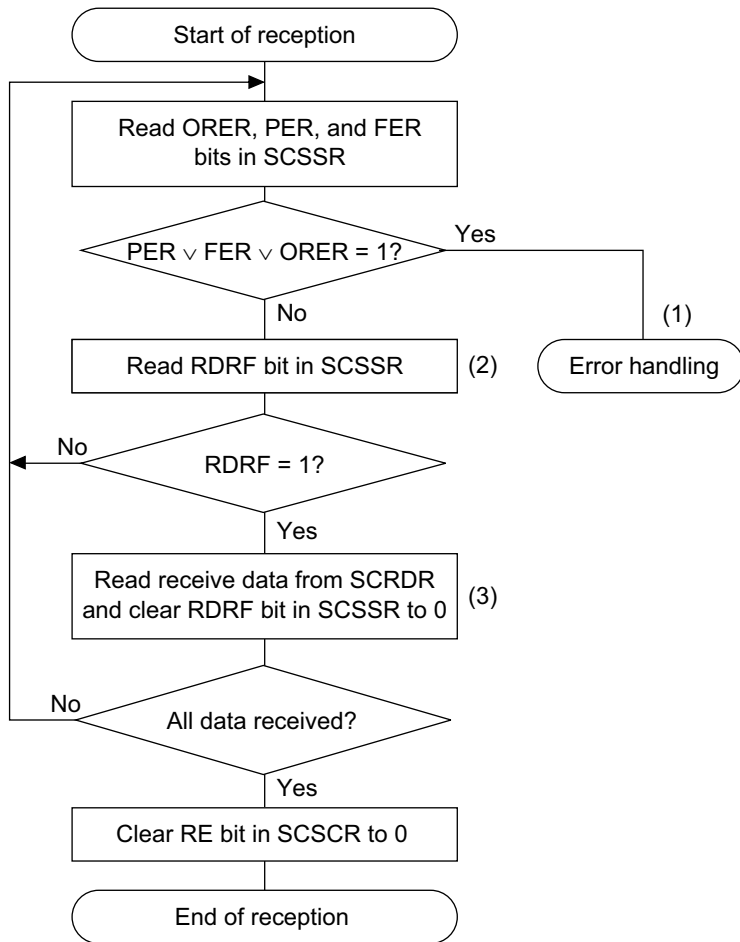 Start of reception
Read ORER, PER, and FER
bits in SCSSR
PER ∨ FER ∨ ORER = 1?
Yes
No
(1)
Error handling
Read RDRF bit in SCSSR
(2)
RDRF = 1?
No
Yes
Read receive data from SCRDR
and clear RDRF bit in SCSSR to 0
(3)
All data received?
No
Yes
Clear RE bit in SCSCR to 0
End of reception